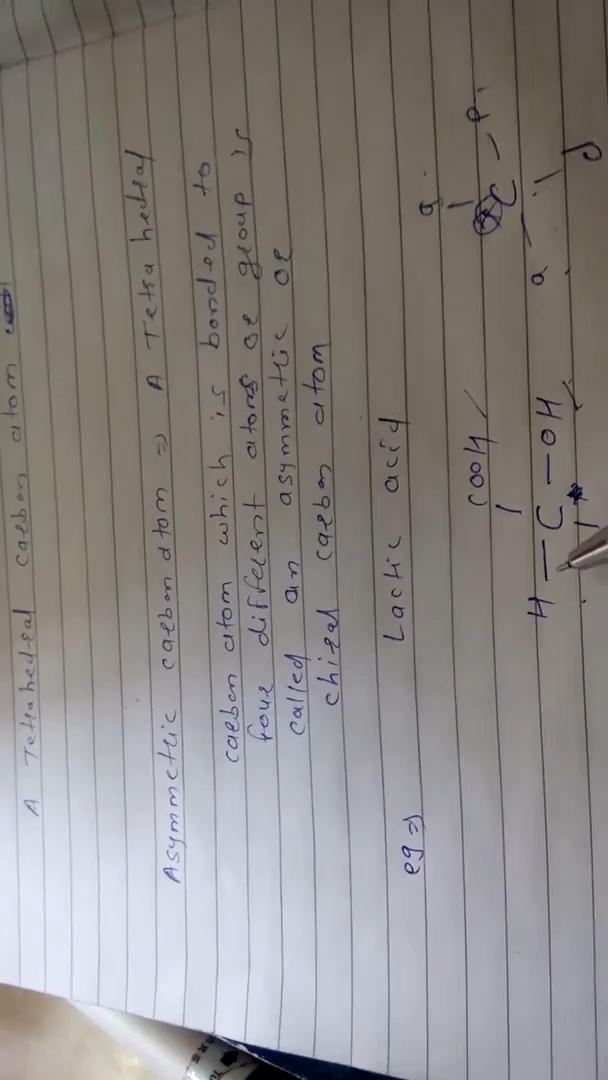 A Tetrahedral carbon atom
Asymmetric carbon atom => A Tetrahedral
carbon atom which is bonded to
four different atoms or group is
called an asymmetric or
chiral carbon atom
eg => Lactic acid
COOH
H — C — OH
a
C — P
a